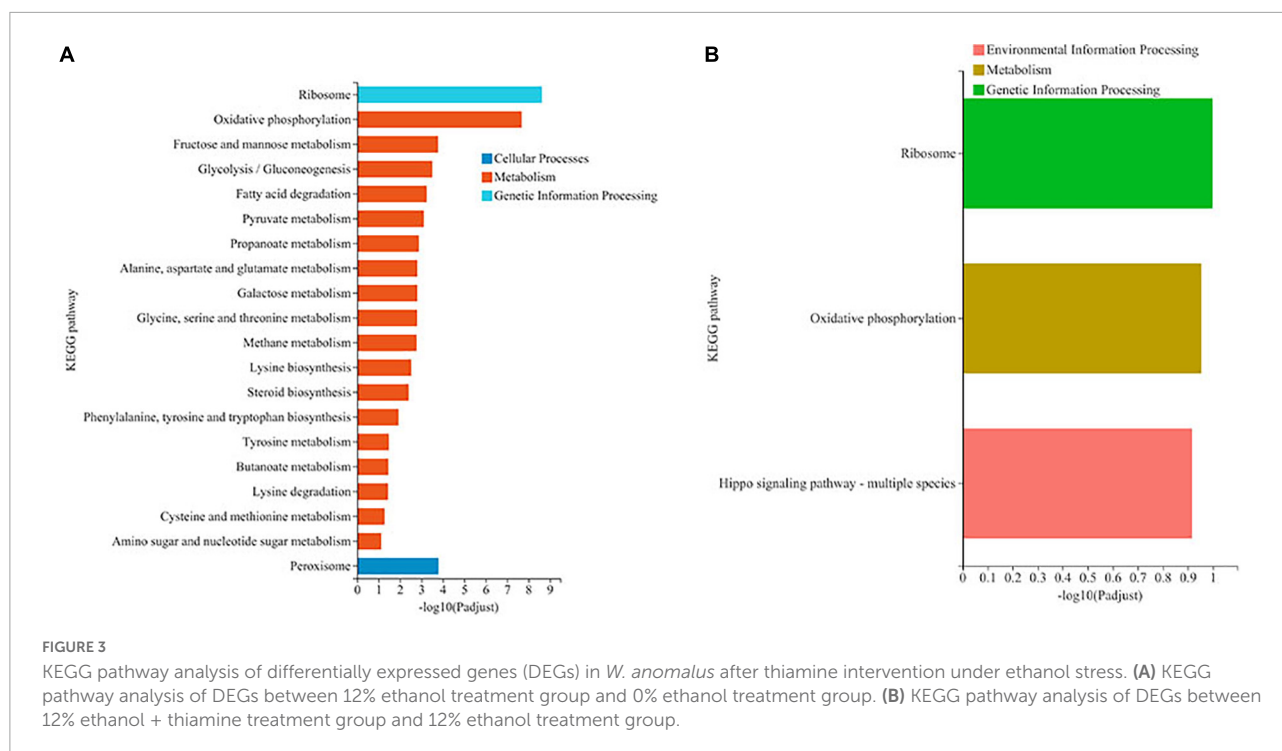 A
Ribosome
Oxidative phosphorylation
Fructose and mannose metabolism
Glycolysis / Gluconeogenesis
Fatty acid degradation
Pyruvate metabolism
Propanoate metabolism
Alanine, aspartate and glutamate metabolism
Galactose metabolism
Glycine, serine and threonine metabolism
Methane metabolism
Lysine biosynthesis
Steroid biosynthesis
Phenylalanine, tyrosine and tryptophan biosynthesis
Tyrosine metabolism
Butanoate metabolism
Lysine degradation
Cysteine and methionine metabolism
Amino sugar and nucleotide sugar metabolism
Peroxisome
KEGG pathway
0 1 2 3 4 5 6 7 8 9
-log10(Padjust)
Cellular Processes
Metabolism
Genetic Information Processing
B
Environmental Information Processing
Metabolism
Genetic Information Processing
Ribosome
Oxidative phosphorylation
Hippo signaling pathway - multiple species
KEGG pathway
0 0.1 0.2 0.3 0.4 0.5 0.6 0.7 0.8 0.9 1
-log10(Padjust)
FIGURE 3
KEGG pathway analysis of differentially expressed genes (DEGs) in W. anomalus after thiamine intervention under ethanol stress. (A) KEGG
pathway analysis of DEGs between 12% ethanol treatment group and 0% ethanol treatment group. (B) KEGG pathway analysis of DEGs between
12% ethanol + thiamine treatment group and 12% ethanol treatment group.